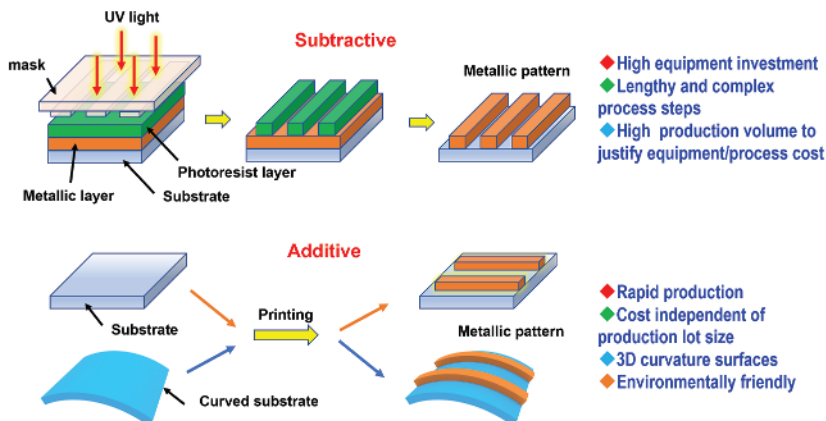 UV light
Subtractive
mask
Metallic pattern
Photoresist layer
Metallic layer
Substrate
High equipment investment
Lengthy and complex
process steps
High production volume to
justify equipment/process cost
Additive
Substrate
Printing
Metallic pattern
Curved substrate
Rapid production
Cost independent of
production lot size
3D curvature surfaces
Environmentally friendly